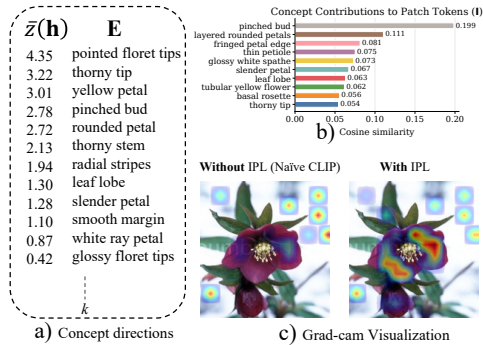 z̄(h) E
4.35 pointed floret tips
3.22 thorny tip
3.01 yellow petal
2.78 pinched bud
2.72 rounded petal
2.13 thorny stem
1.94 radial stripes
1.30 leaf lobe
1.28 slender petal
1.10 smooth margin
0.87 white ray petal
0.42 glossy floret tips
k
a) Concept directions
Concept Contributions to Patch Tokens (I)
pinched bud 0.199
layered rounded petals 0.111
fringed petal edge 0.081
thin petiole 0.075
glossy white spathe 0.073
slender petal 0.067
leaf lobe 0.063
tubular yellow flower 0.062
basal rosette 0.056
thorny tip 0.054
0.00 0.05 0.10 0.15 0.20
b) Cosine similarity
Without IPL (Naïve CLIP) With IPL
c) Grad-cam Visualization